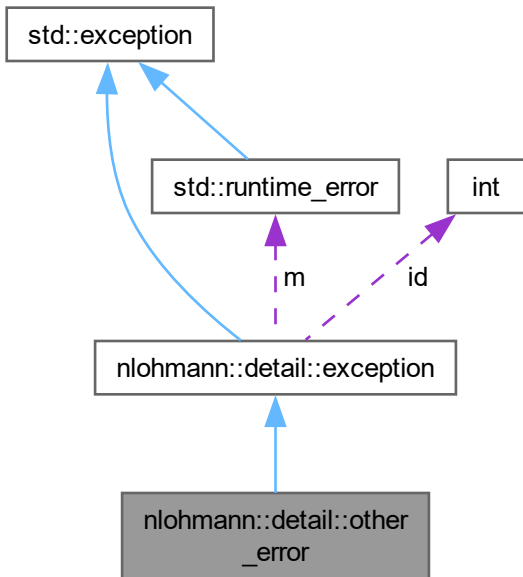 std::exception
std::runtime_error
int
m
id
nlohmann::detail::exception
nlohmann::detail::other
_error